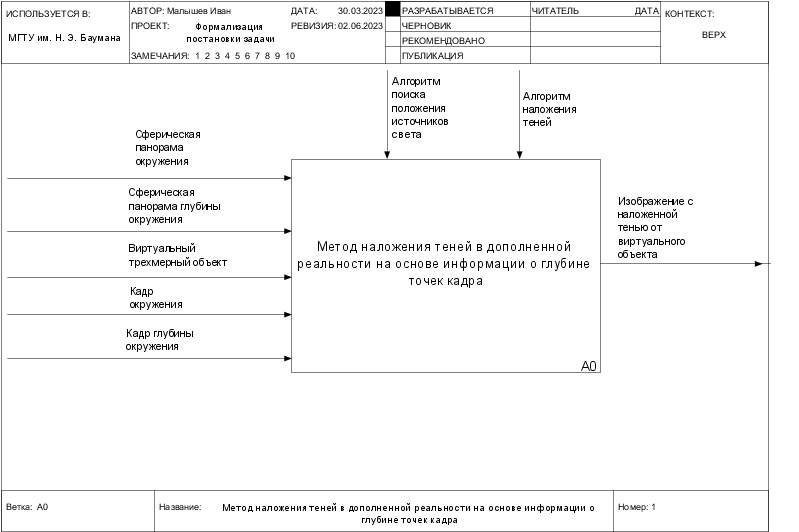 ИСПОЛЬЗУЕТСЯ В:
МГТУ им. Н. Э. Баумана
АВТОР: Малышев Иван
ДАТА: 30.03.2023
ПРОЕКТ: Формализация
постановки задачи
РЕВИЗИЯ: 02.06.2023
ЗАМЕЧАНИЯ: 1 2 3 4 5 6 7 8 9 10
РАЗРАБАТЫВАЕТСЯ
ЧЕРНОВИК
РЕКОМЕНДОВАНО
ПУБЛИКАЦИЯ
ЧИТАТЕЛЬ
ДАТА
КОНТЕКСТ:
ВЕРХ
Алгоритм
поиска
положения
источников
света
Алгоритм
наложения
теней
Сферическая
панорама
окружения
Сферическая
панорама глубины
окружения
Виртуальный
трехмерный объект
Кадр
окружения
Кадр глубины
окружения
Метод наложения теней в дополненной
реальности на основе информации о глубине
точек кадра
A0
Изображение с
наложенной
тенью от
виртуального
объекта
Ветка: A0
Название:
Метод наложения теней в дополненной реальности на основе информации о
глубине точек кадра
Номер: 1